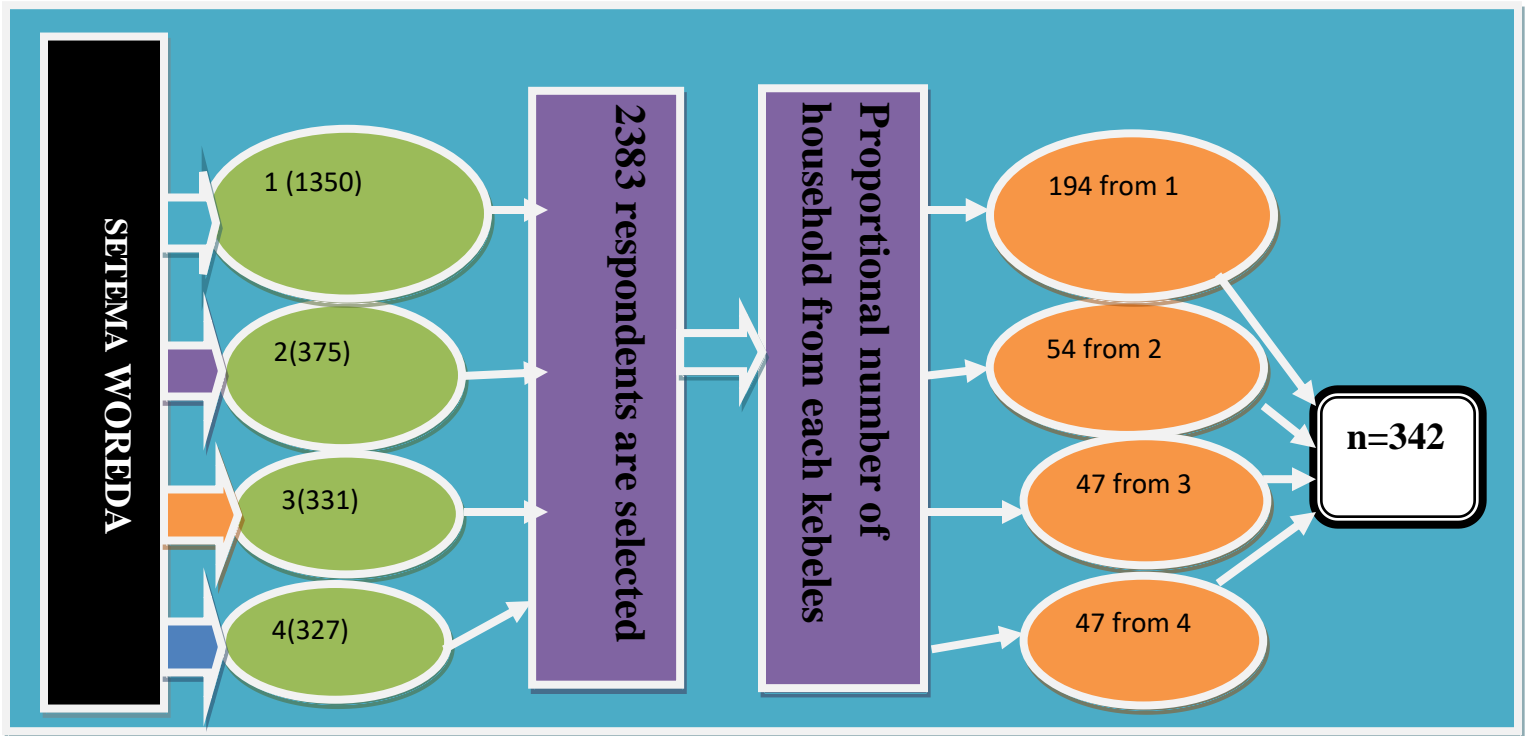 SETEMA WOREDA
1 (1350)
2(375)
3(331)
4(327)
2383 respondents are selected
Proportional number of
household from each kebeles
194 from 1
54 from 2
47 from 3
47 from 4
n=342